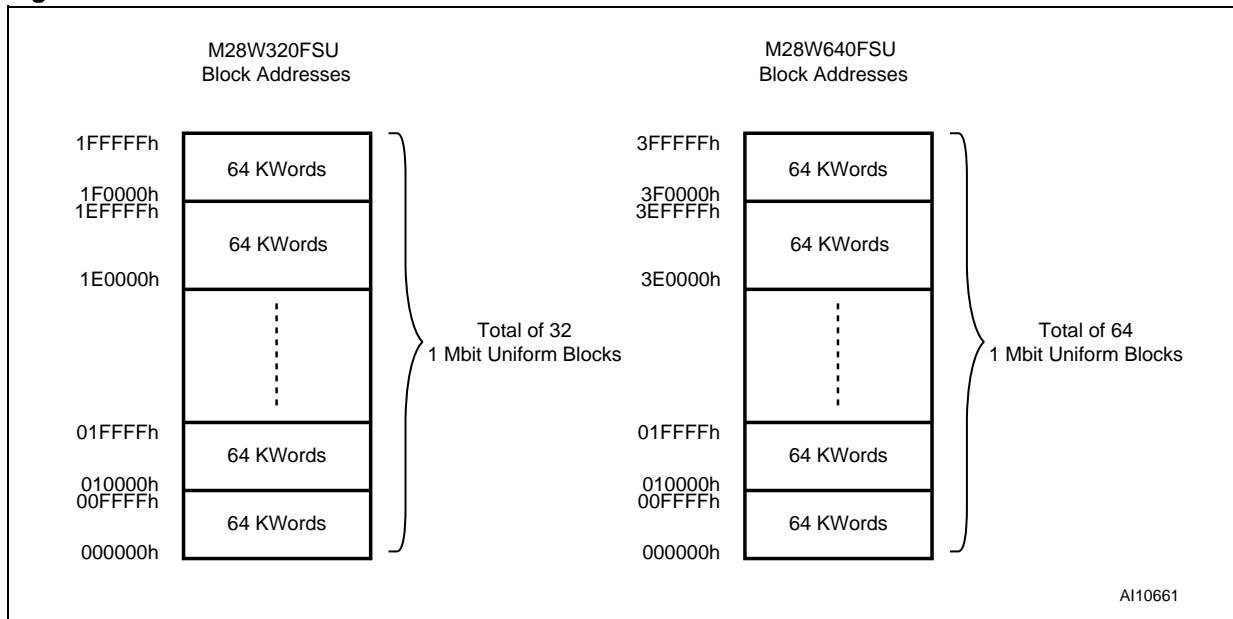 M28W320FSU
Block Addresses
1FFFFFh
64 KWords
1F0000h
1EFFFFh
64 KWords
1E0000h
Total of 32
1 Mbit Uniform Blocks
01FFFFh
64 KWords
010000h
00FFFFh
64 KWords
000000h
M28W640FSU
Block Addresses
3FFFFFh
64 KWords
3F0000h
3EFFFFh
64 KWords
3E0000h
Total of 64
1 Mbit Uniform Blocks
01FFFFh
64 KWords
010000h
00FFFFh
64 KWords
000000h
AI10661